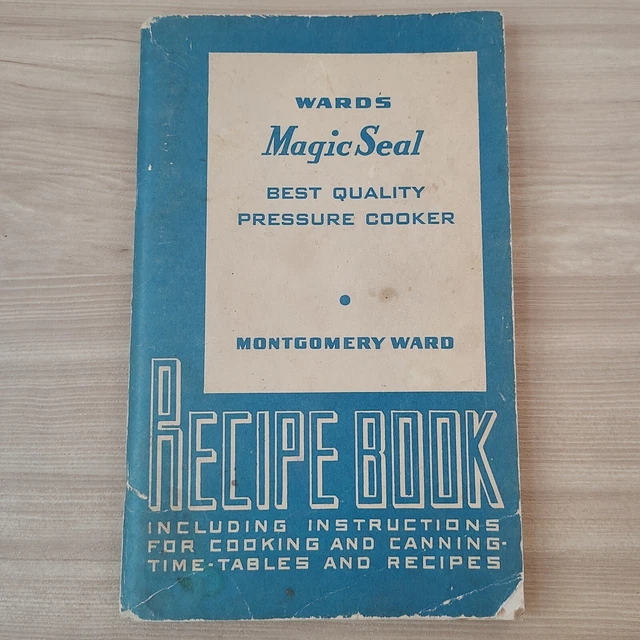 WARDS
Magic Seal
BEST QUALITY
PRESSURE COOKER
MONTGOMERY WARD
RECIPE BOOK
INCLUDING INSTRUCTIONS
FOR COOKING AND CANNING-
TIME-TABLES AND RECIPES